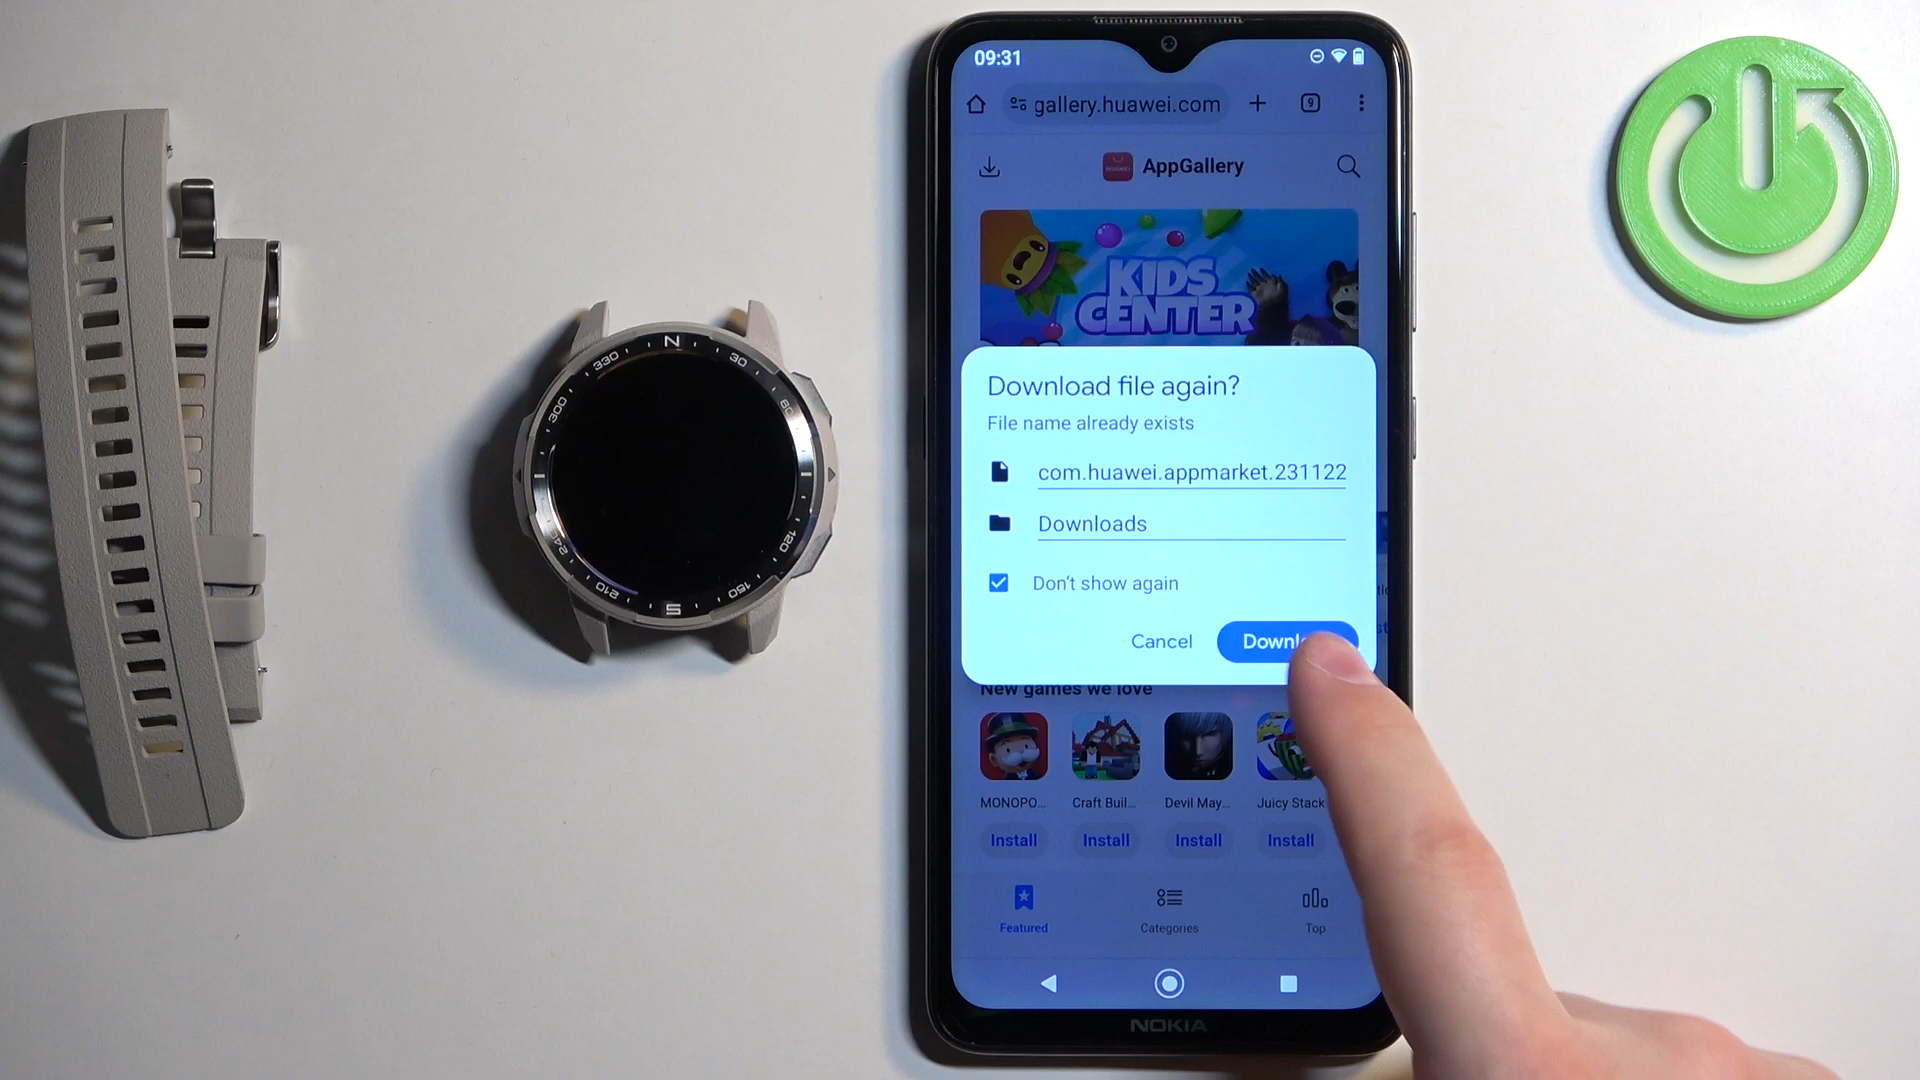 09:31
gallery.huawei.com
9
AppGallery
KIDS
CENTER
Download file again?
File name already exists
com.huawei.appmarket.231122
Downloads
Don't show again
Cancel
Downl
New games we love
MONOPO...
Craft Buil...
Devil May...
Juicy Stack
Install
Install
Install
Install
Featured
Categories
Top
NOKIA
N
30
60
120
150
S
210
240
300
330